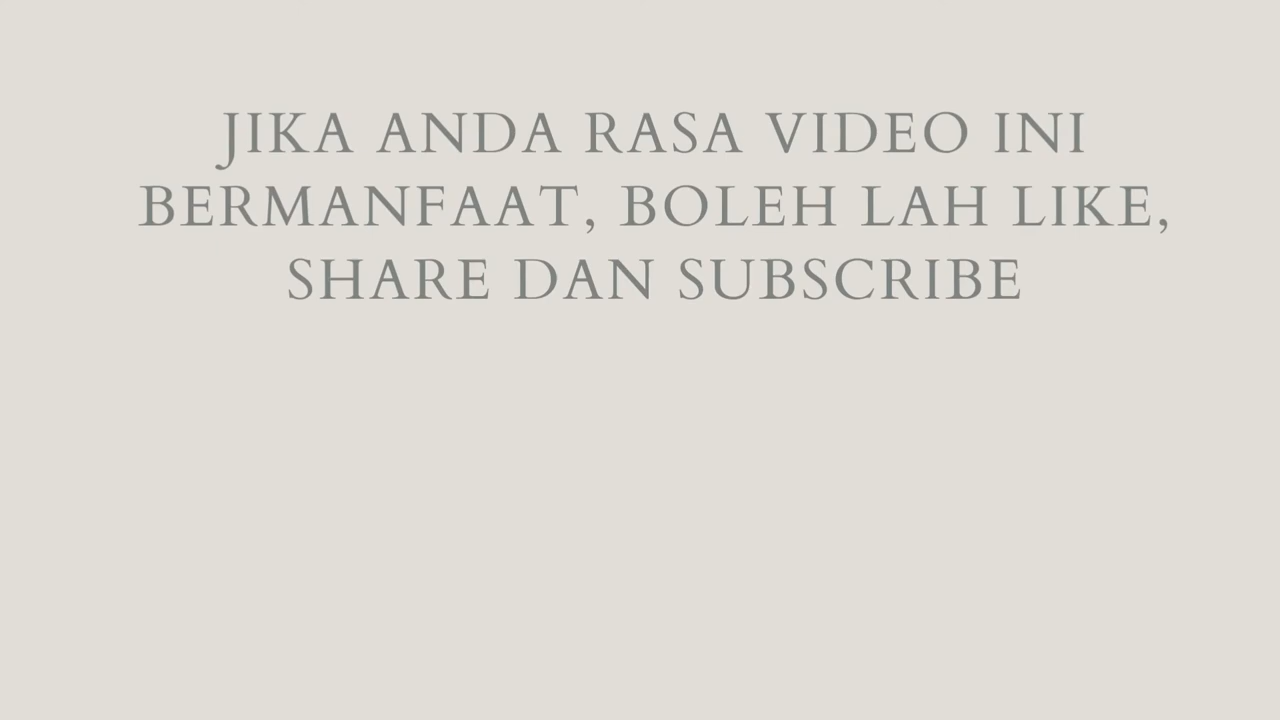 JIKA ANDA RASA VIDEO INI
BERMANFAAT, BOLEH LAH LIKE,
SHARE DAN SUBSCRIBE